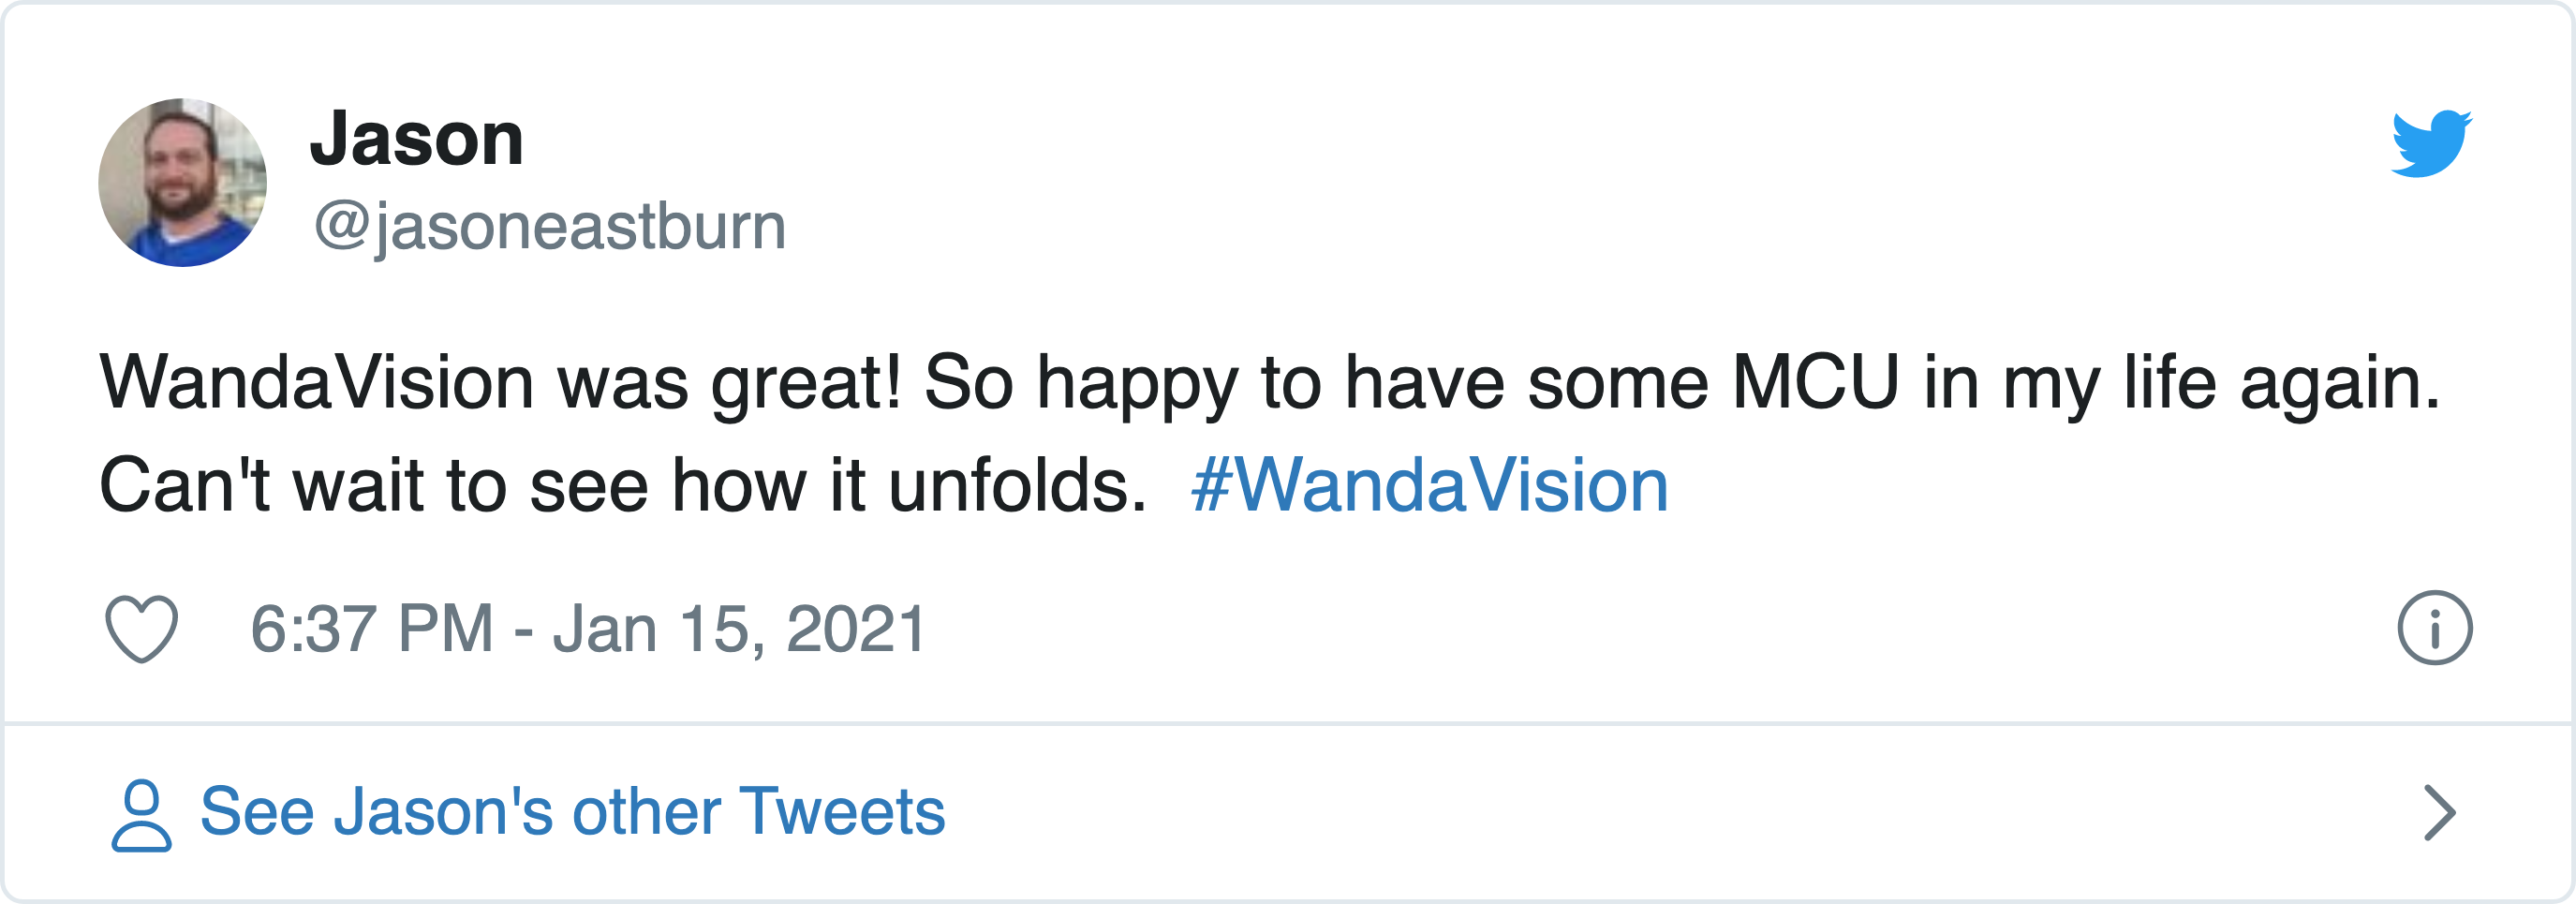 Jason
@jasoneastburn
WandaVision was great! So happy to have some MCU in my life again.
Can't wait to see how it unfolds.  #WandaVision
6:37 PM - Jan 15, 2021
See Jason's other Tweets